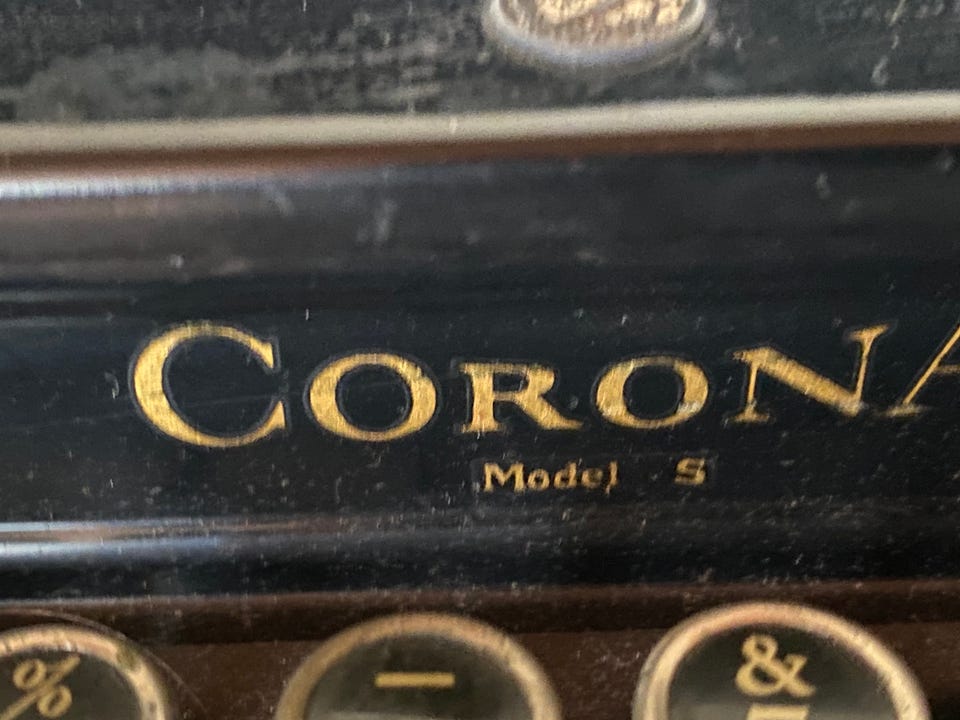 CORONA
Model S
% - &